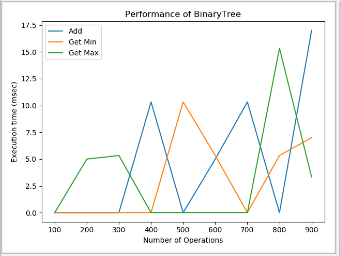 Performance of BinaryTree
17.5
15.0
12.5
10.0
7.5
5.0
2.5
0.0
Execution time (msec)
Add
Get Min
Get Max
100 200 300 400 500 600 700 800 900
Number of Operations